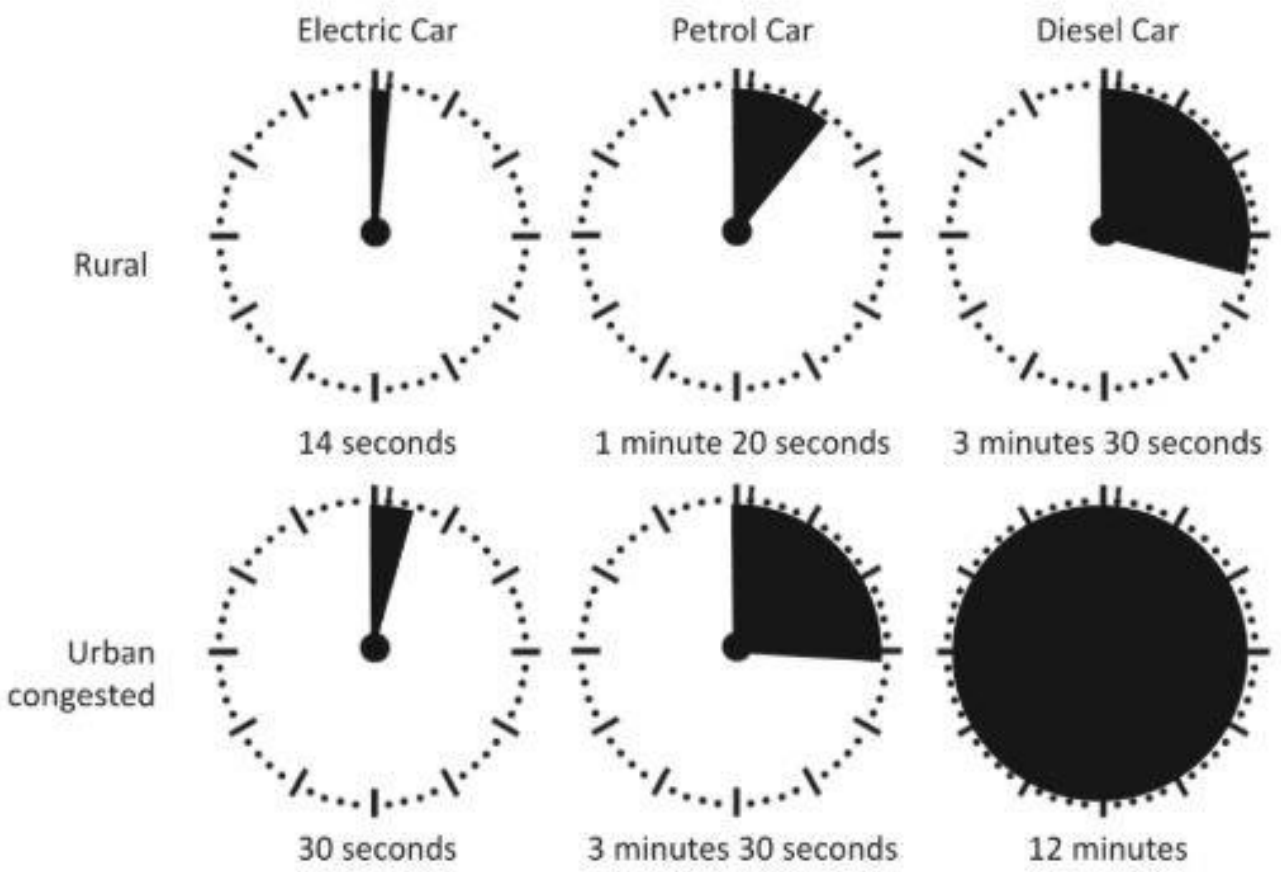 Electric Car
Petrol Car
Diesel Car
Rural
14 seconds
1 minute 20 seconds
3 minutes 30 seconds
Urban
congested
30 seconds
3 minutes 30 seconds
12 minutes